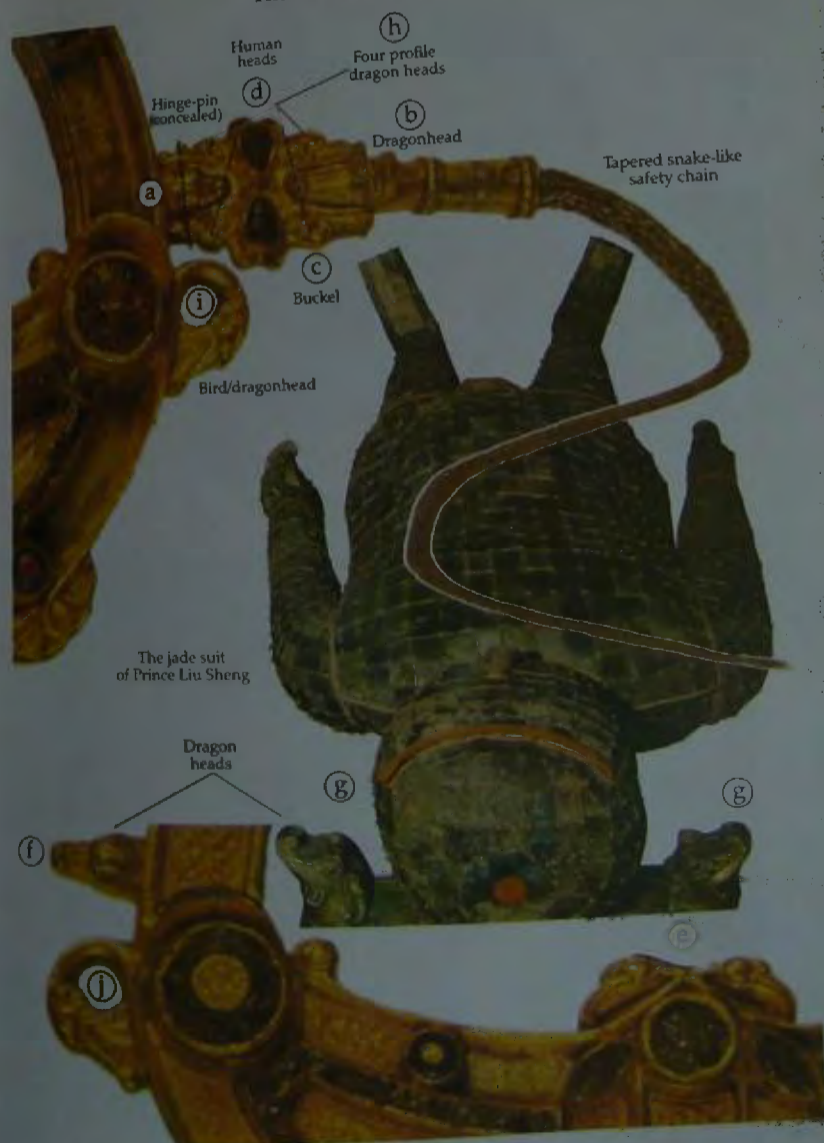 h
Human
heads
Four profile
dragon heads
d
Hinge-pin
(concealed)
b
Dragonhead
Tapered snake-like
safety chain
a
c
Buckel
i
Bird/dragonhead
The jade suit
of Prince Liu Sheng
Dragon
heads
g
g
f
e
j